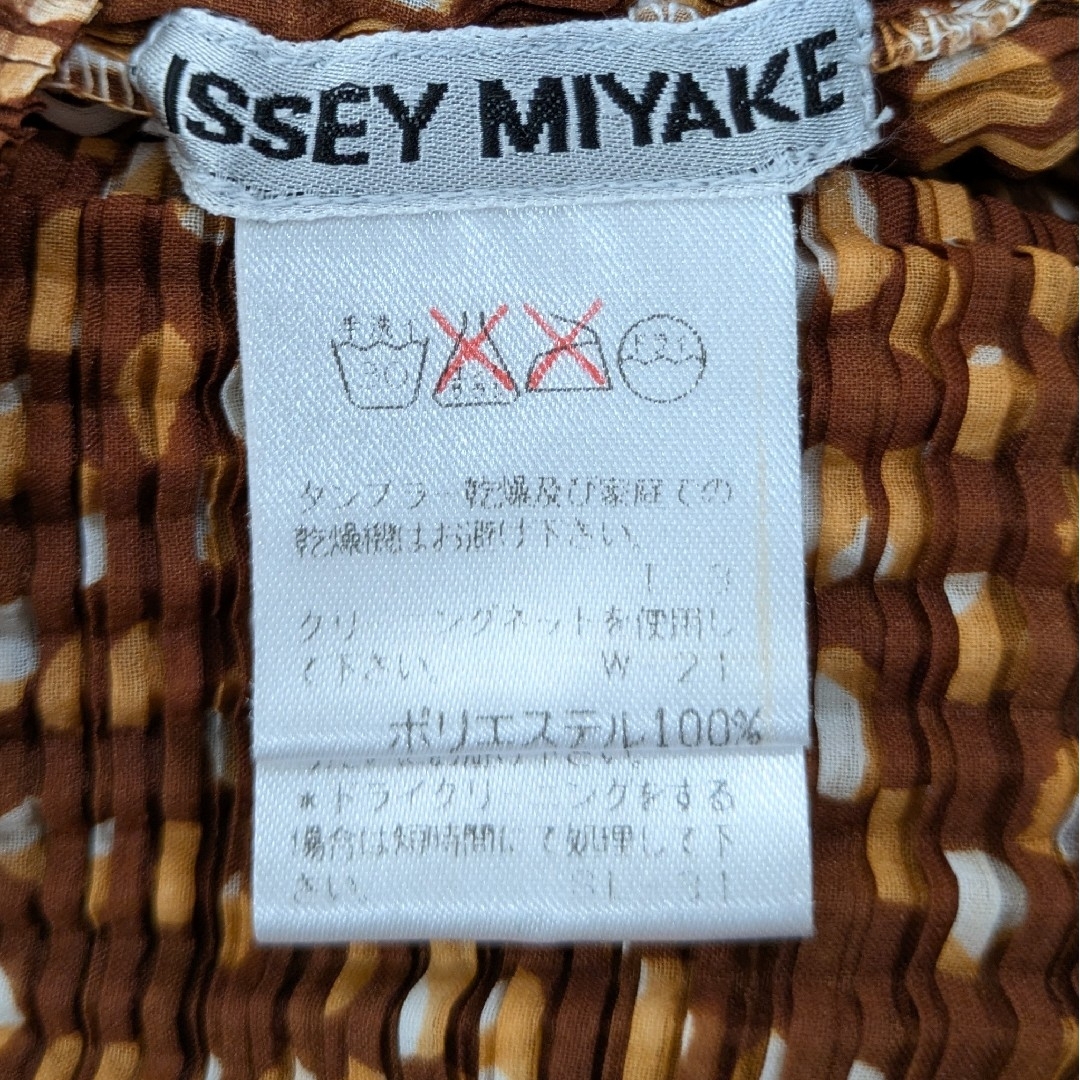 ISSEY MIYAKE
手洗イ
30
タンブラー乾燥及び家庭での
乾燥機はお避け下さい。
T-3
クリーニングネットを使用し
て下さい。 W-21
ポリエステル100%
*ドライクリーニングをする
場合は短時間にて処理して下
さい。 SL-31